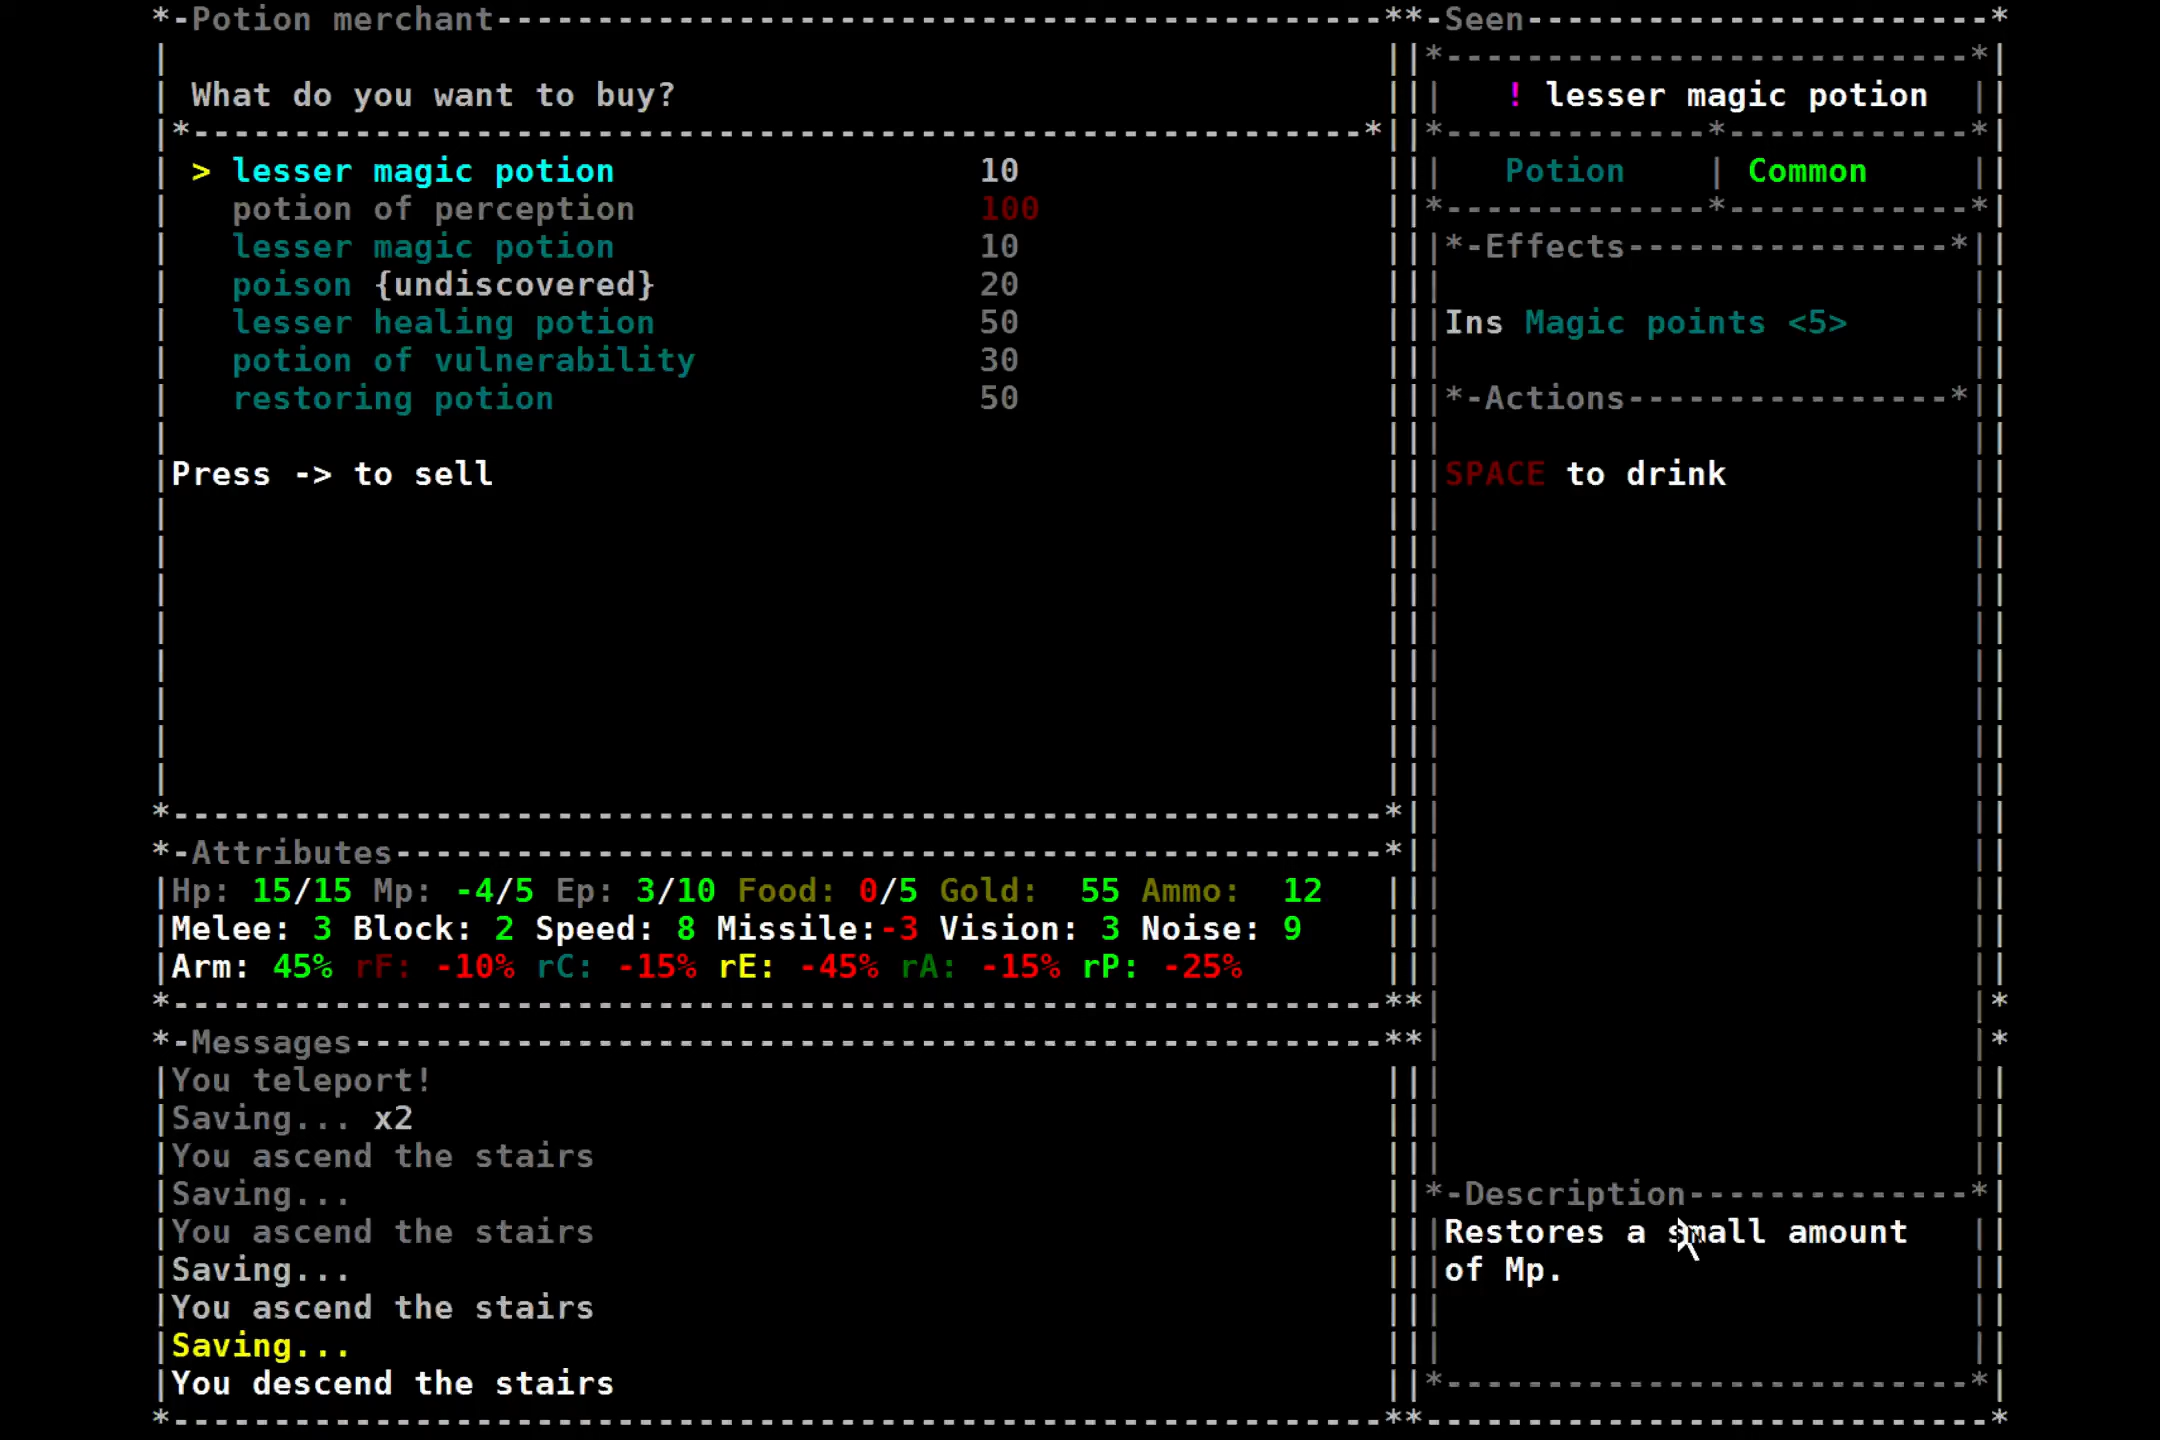 Potion merchant
What do you want to buy?
> lesser magic potion 10
potion of perception 100
lesser magic potion 10
poison {undiscovered} 20
lesser healing potion 50
potion of vulnerability 30
restoring potion 50
Press -> to sell
Attributes
Hp: 15/15 Mp: -4/5 Ep: 3/10 Food: 0/5 Gold: 55 Ammo: 12
Melee: 3 Block: 2 Speed: 8 Missile:-3 Vision: 3 Noise: 9
Arm: 45% rF: -10% rC: -15% rE: -45% rA: -15% rP: -25%
Messages
You teleport!
Saving... x2
You ascend the stairs
Saving...
You ascend the stairs
Saving...
You ascend the stairs
Saving...
You descend the stairs
Seen
! lesser magic potion
Potion | Common
Effects
Ins Magic points <5>
Actions
SPACE to drink
Description
Restores a small amount
of Mp.